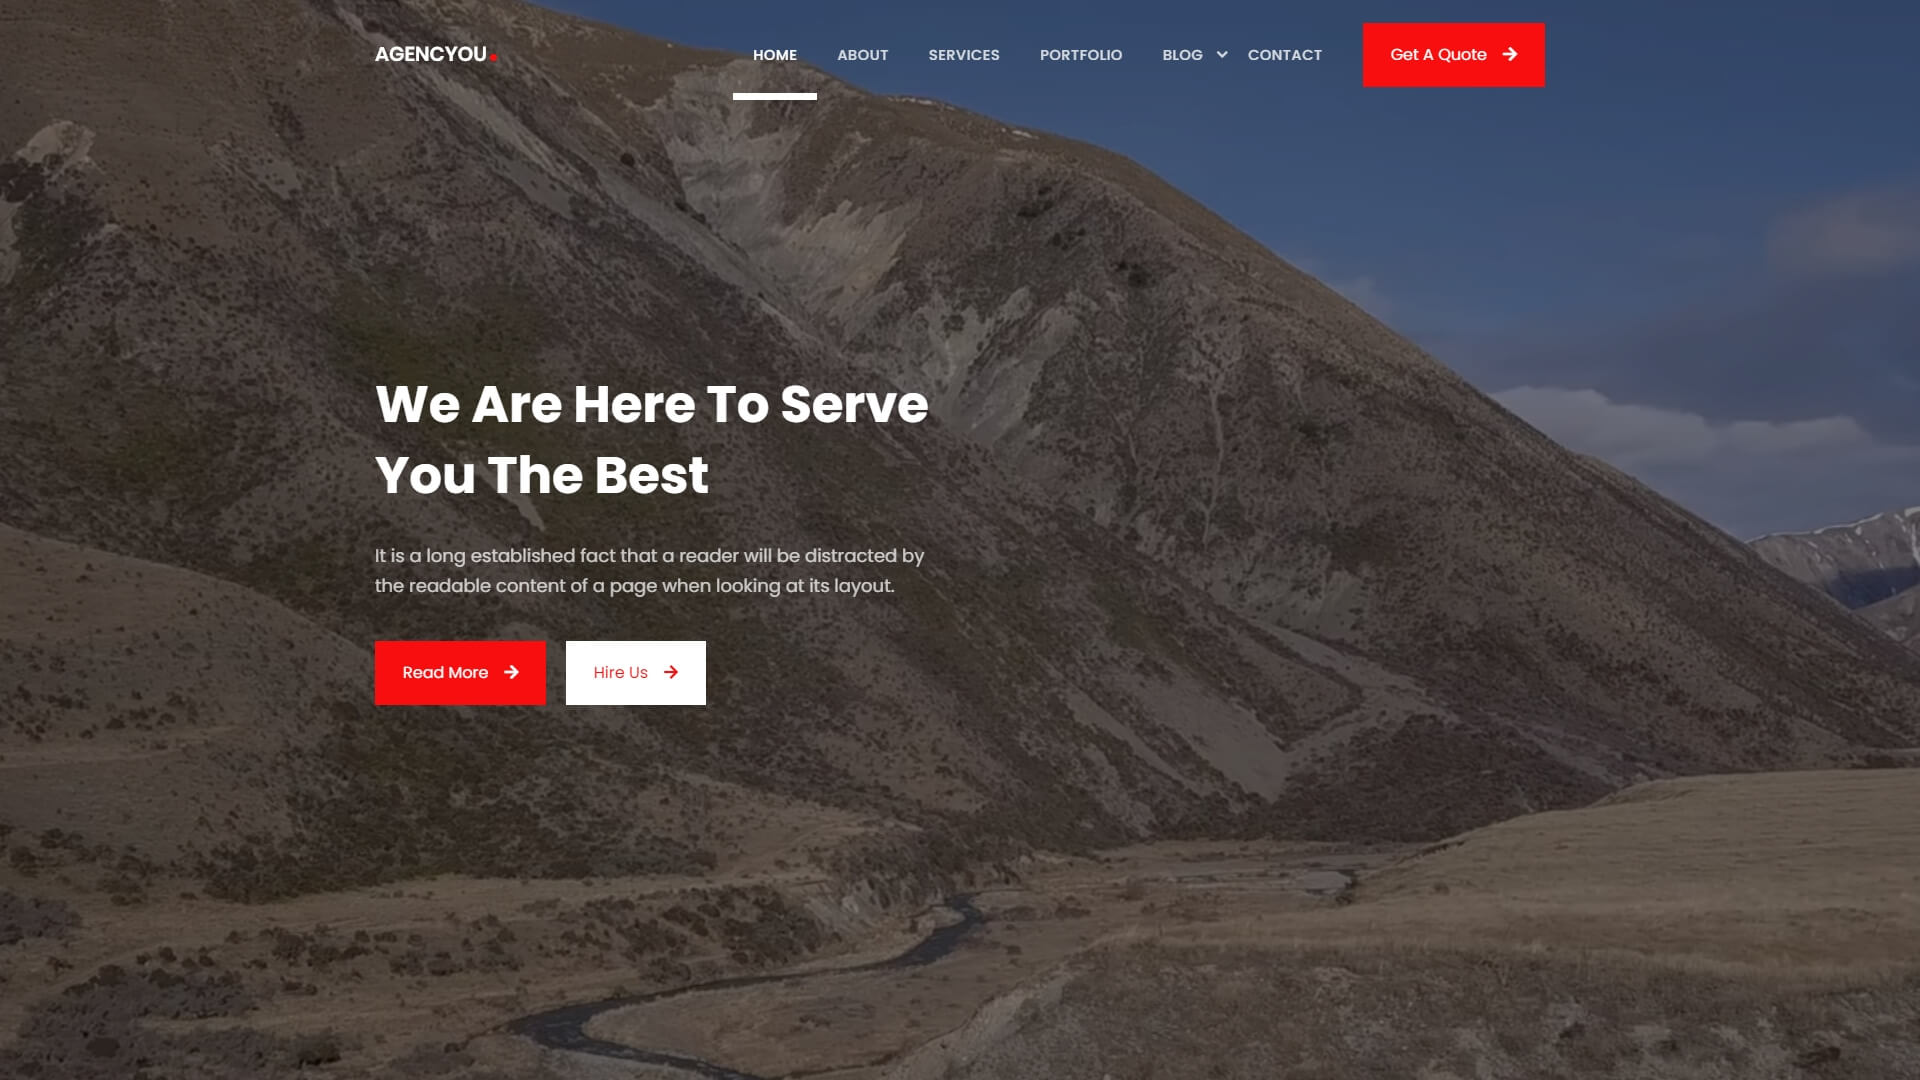 AGENCYOU.
HOME
ABOUT
SERVICES
PORTFOLIO
BLOG
CONTACT
Get A Quote
We Are Here To Serve
You The Best
It is a long established fact that a reader will be distracted by
the readable content of a page when looking at its layout.
Read More
Hire Us